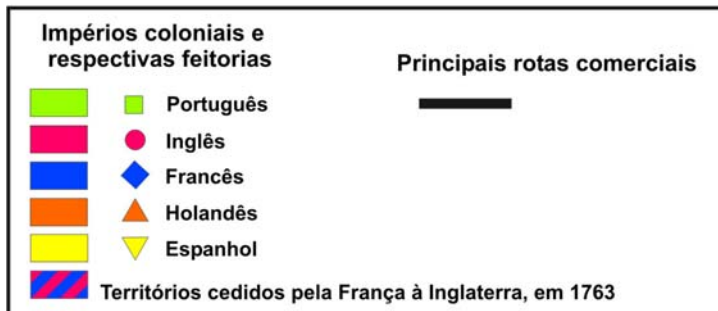 Impérios coloniais e
respectivas feitorias
Principais rotas comerciais
Português
Inglês
Francês
Holandês
Espanhol
Territórios cedidos pela França à Inglaterra, em 1763